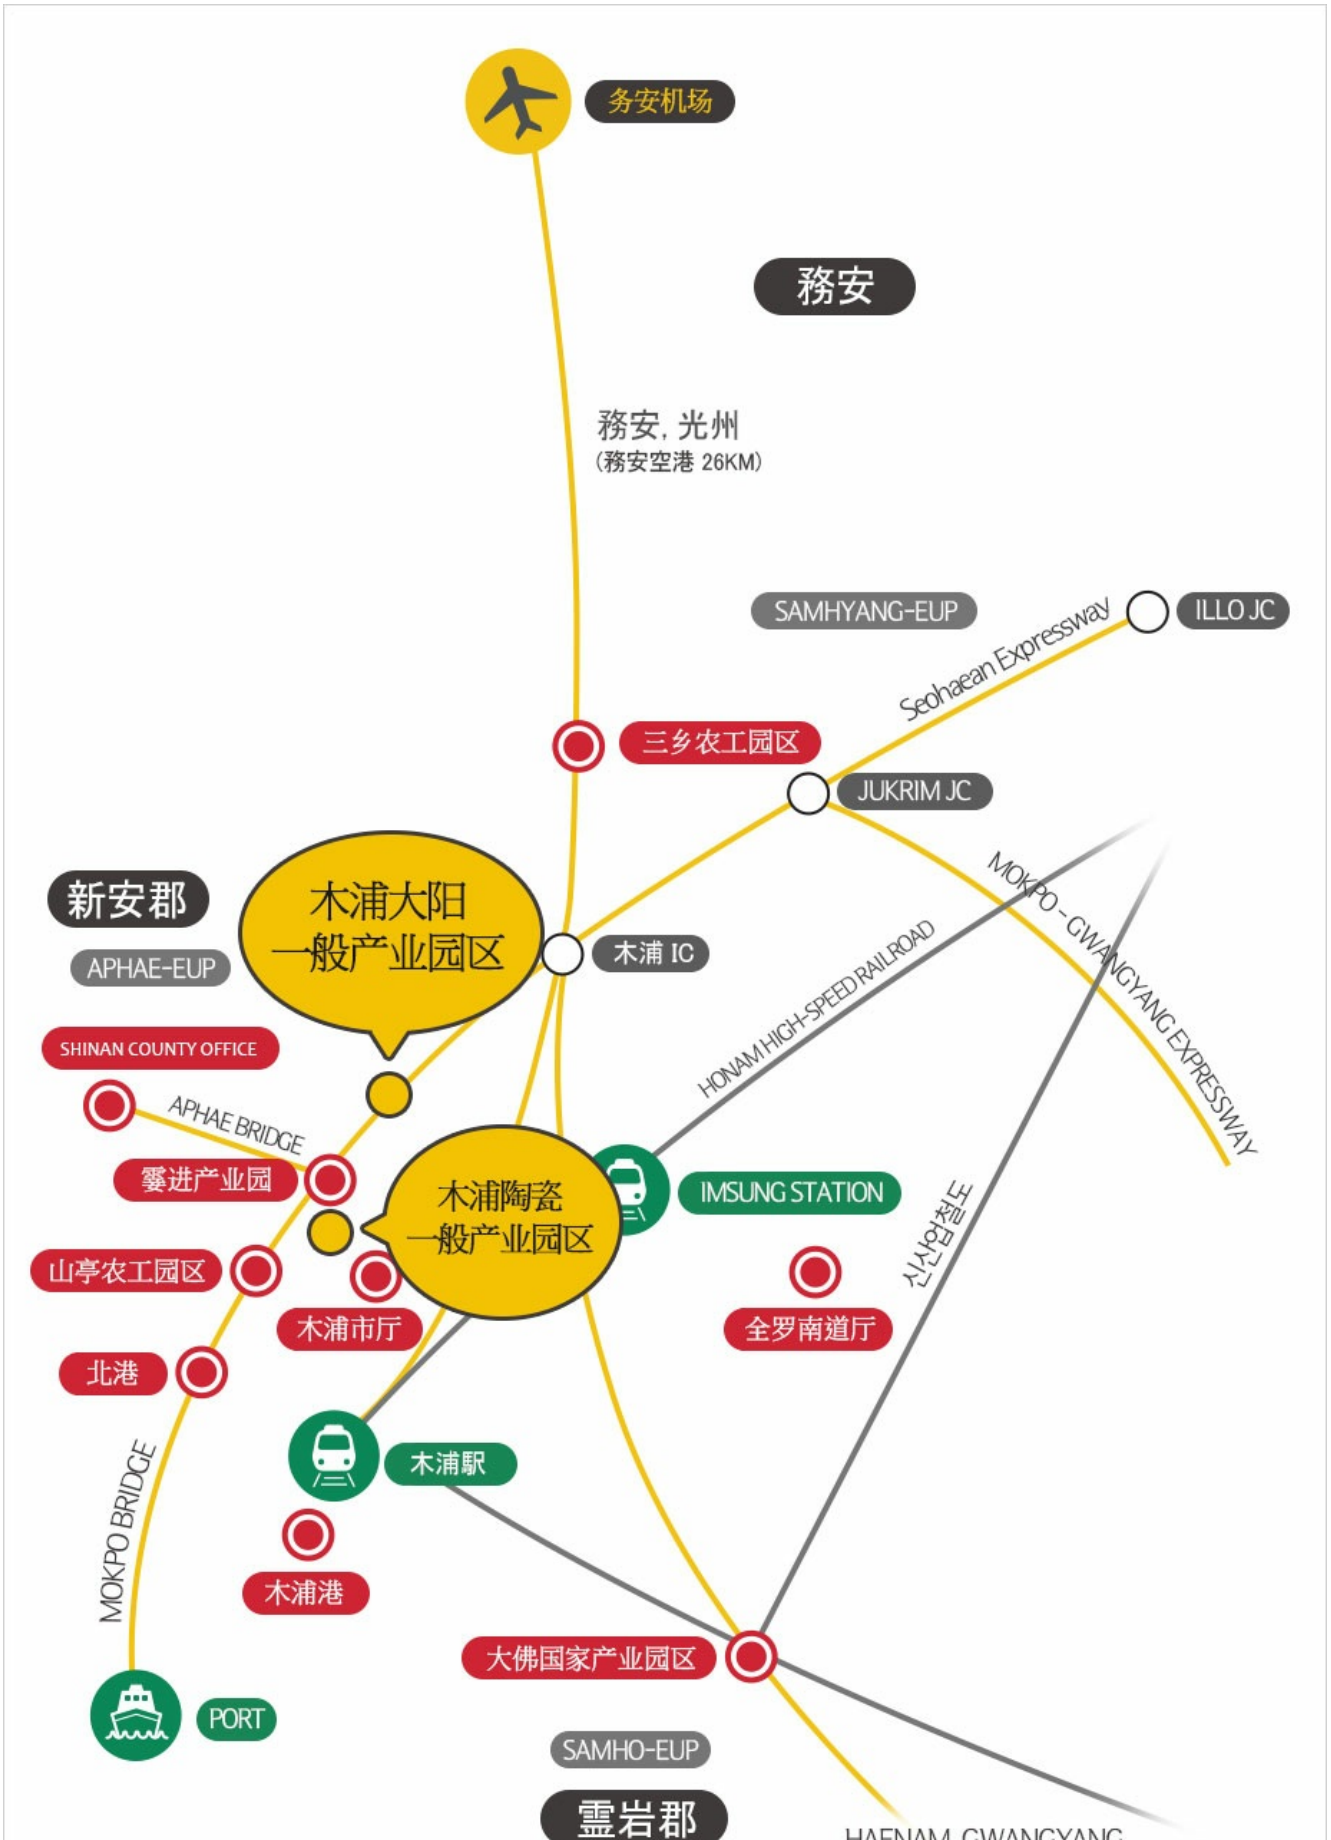 务安机场
務安
務安, 光州
(務安空港 26KM)
SAMHYANG-EUP
ILLO JC
Seohaean Expressway
三乡农工园区
JUKRIM JC
木浦大阳
一般产业园区
新安郡
APHAE-EUP
木浦 IC
MOKPO - GWANGYANG EXPRESSWAY
HONAM HIGH-SPEED RAILROAD
SHINAN COUNTY OFFICE
APHAE BRIDGE
进产业园
木浦陶瓷
一般产业园区
IMSUNG STATION
신산업철도
山亭农工园区
木浦市厅
全罗南道厅
北港
木浦駅
MOKPO BRIDGE
木浦港
大佛国家产业园区
PORT
SAMHO-EUP
霊岩郡
HAENAM, GWANGYANG